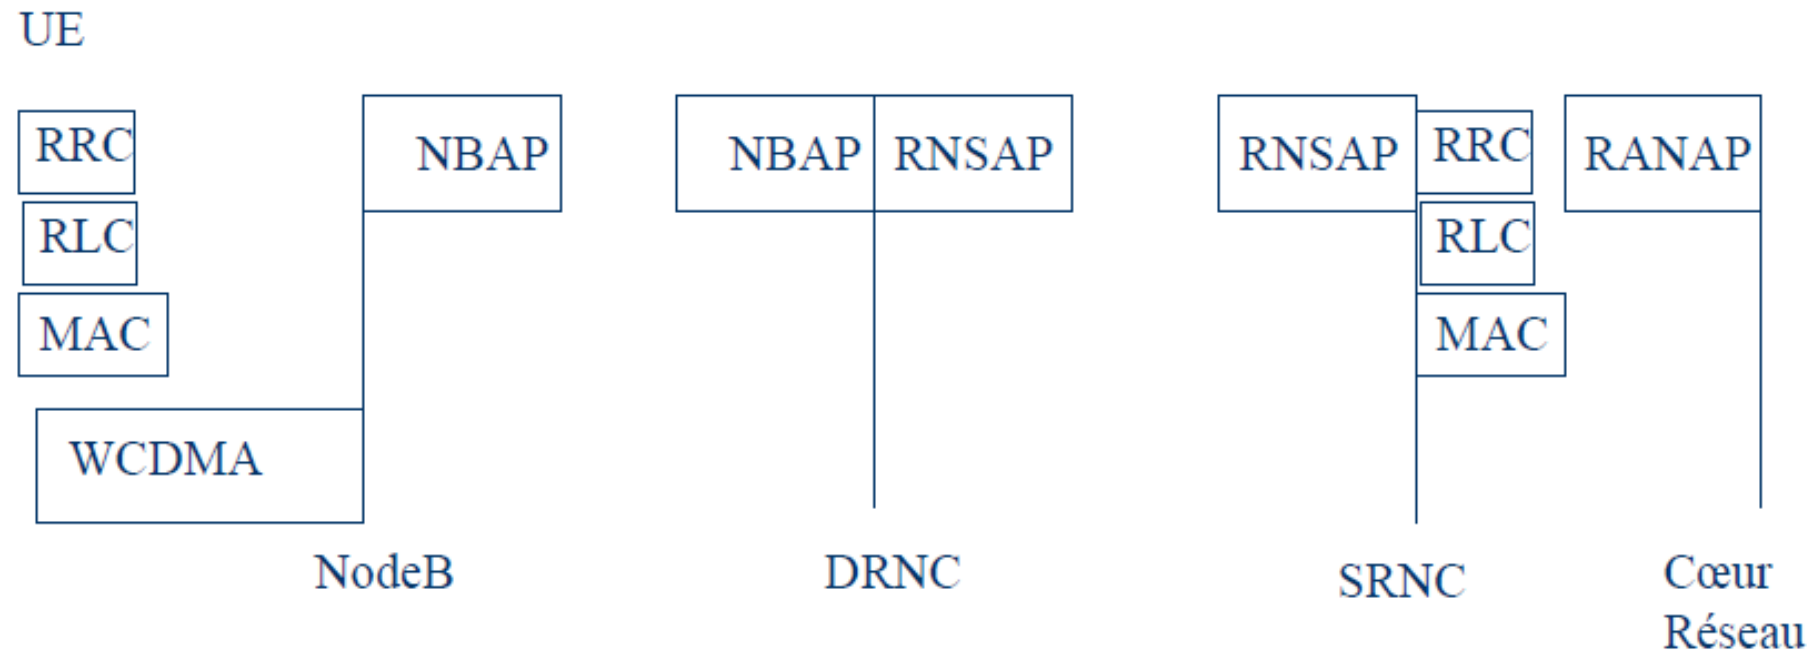 UE
RRC
NBAP
NBAP
RNSAP
RNSAP
RRC
RANAP
RLC
RLC
MAC
MAC
WCDMA
NodeB
DRNC
SRNC
Cœur
Réseau